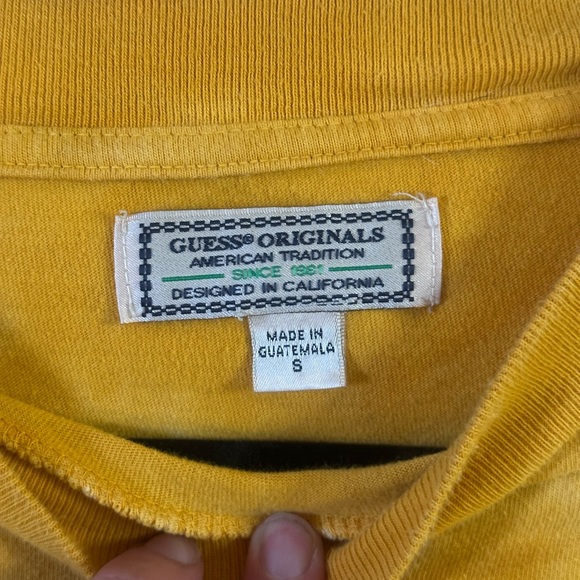 GUESS® ORIGINALS
AMERICAN TRADITION
SINCE 1981
DESIGNED IN CALIFORNIA
MADE IN
GUATEMALA
S